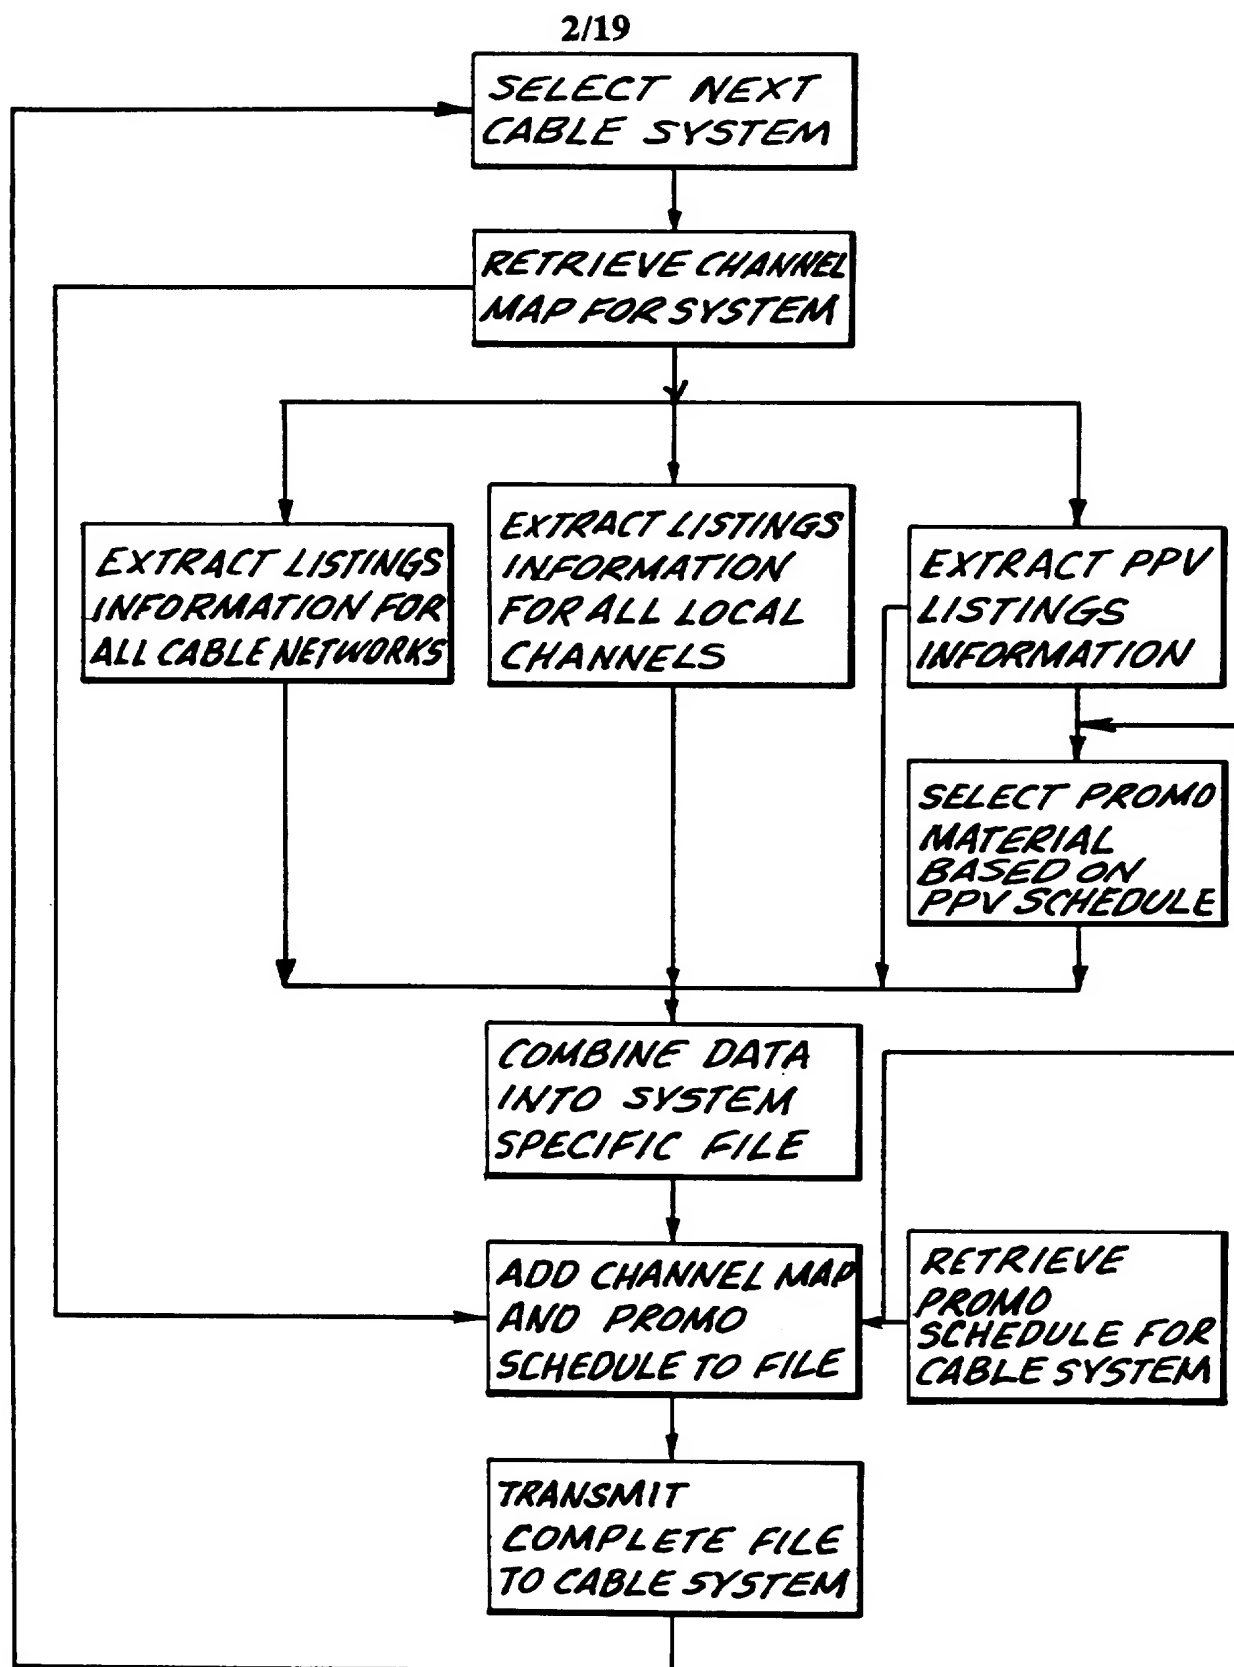 2/19
SELECT NEXT
CABLE SYSTEM
RETRIEVE CHANNEL
MAP FOR SYSTEM
EXTRACT LISTINGS
INFORMATION FOR
ALL CABLE NETWORKS
EXTRACT LISTINGS
INFORMATION
FOR ALL LOCAL
CHANNELS
EXTRACT PPV
LISTINGS
INFORMATION
SELECT PROMO
MATERIAL
BASED ON
PPV SCHEDULE
COMBINE DATA
INTO SYSTEM
SPECIFIC FILE
ADD CHANNEL MAP
AND PROMO
SCHEDULE TO FILE
RETRIEVE
PROMO
SCHEDULE FOR
CABLE SYSTEM
TRANSMIT
COMPLETE FILE
TO CABLE SYSTEM